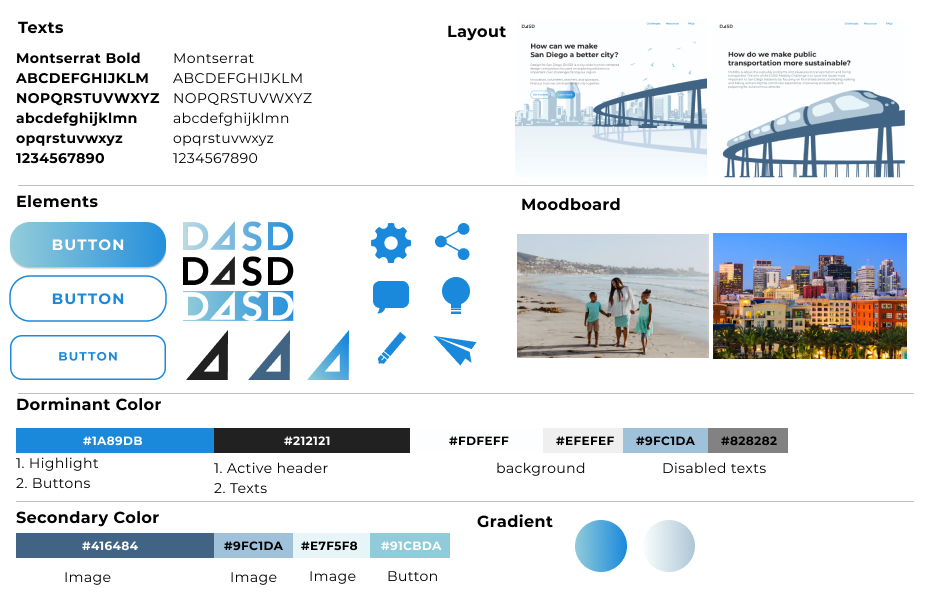 Texts
Montserrat Bold
ABCDEFGHIJKLM
NOPQRSTUVWXYZ
abcdefghijklmn
opqrstuvwxyz
1234567890
Montserrat
ABCDEFGHIJKLM
NOPQRSTUVWXYZ
abcdefghijklmn
opqrstuvwxyz
1234567890
Layout
DASD
How can we make
San Diego a better city?
DASD
How do we make public
transportation more sustainable?
Elements
BUTTON
BUTTON
BUTTON
DASD
DASD
DASD
Moodboard
Dorminant Color
#1A89DB
#212121
#FDFEFF
#EFEFEF
#9FC1DA
#828282
1. Highlight
2. Buttons
1. Active header
2. Texts
background
Disabled texts
Secondary Color
#416484
#9FC1DA
#E7F5F8
#91CBDA
Image
Image
Image
Button
Gradient